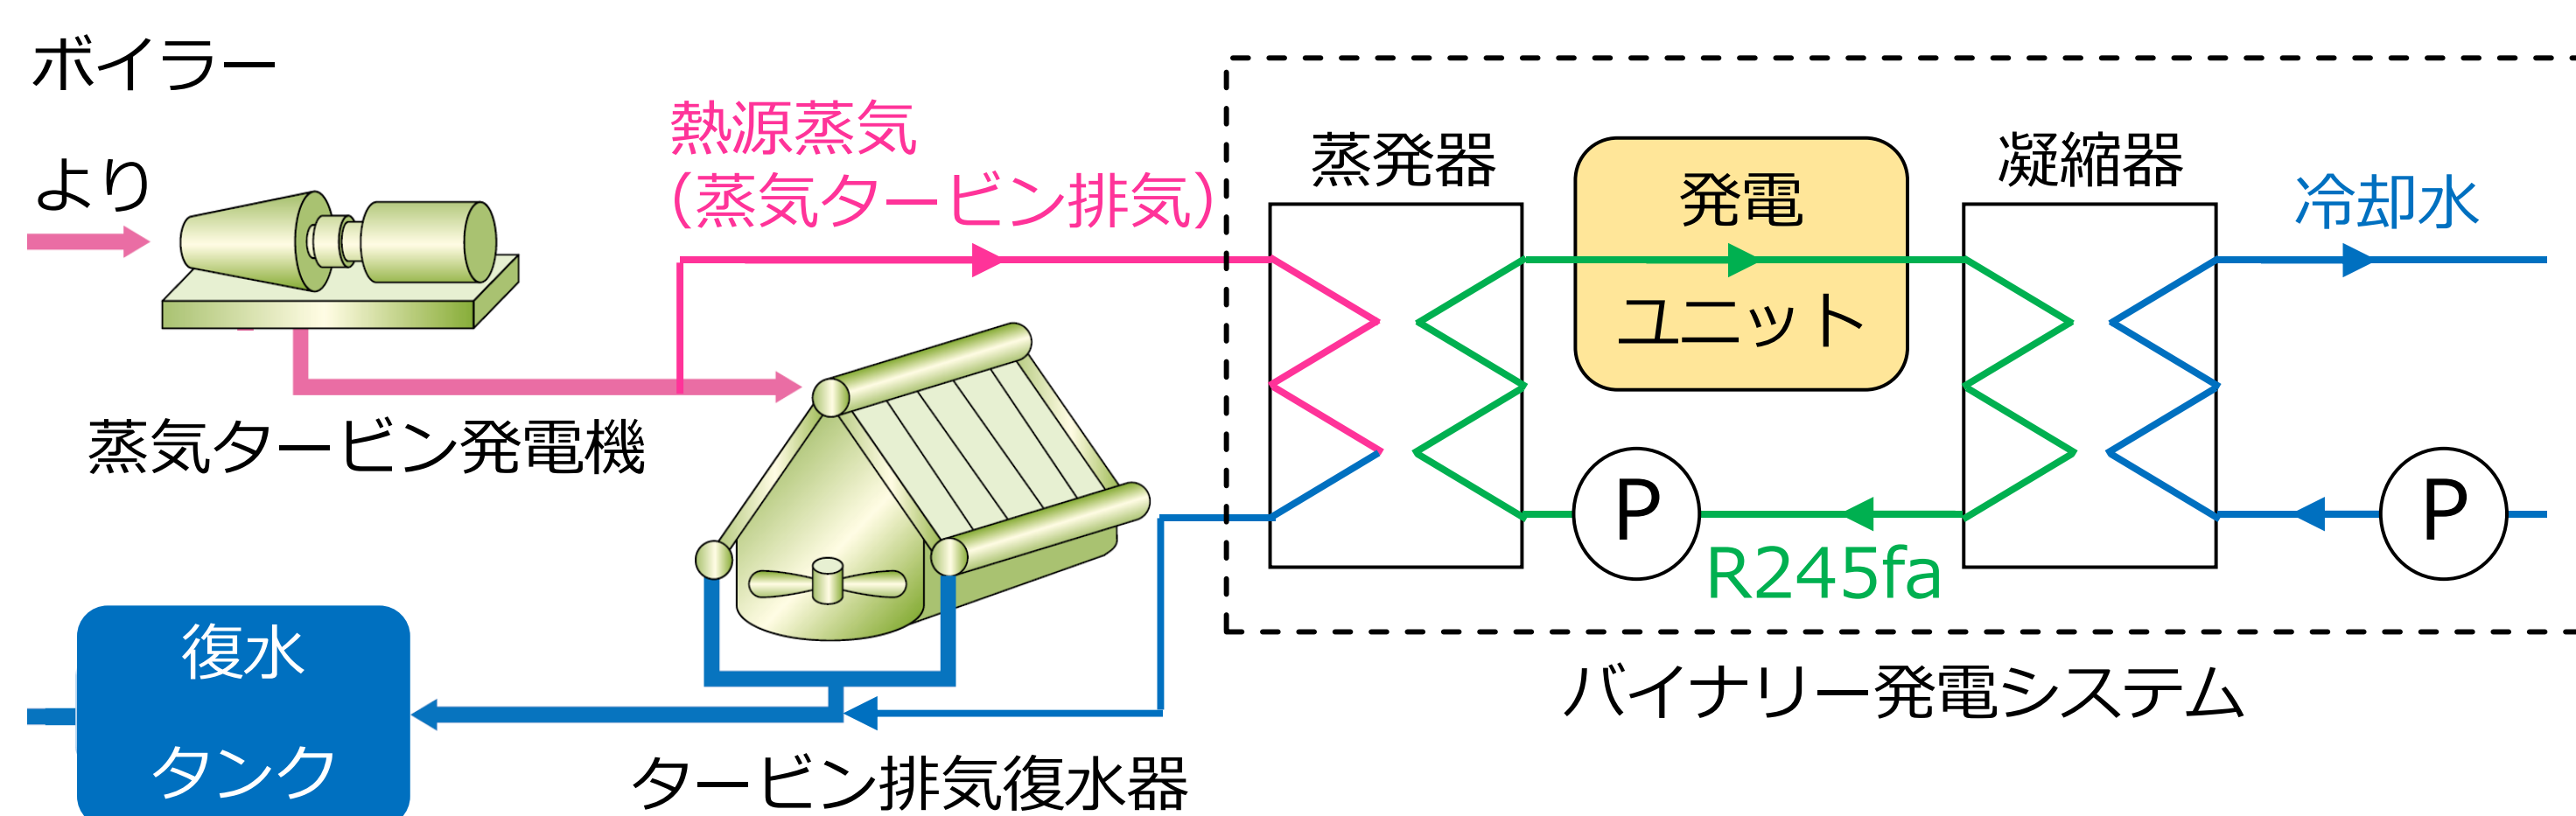 ボイラー
より
熱源蒸気
(蒸気タービン排気)
蒸発器
発電
ユニット
凝縮器
冷却水
蒸気タービン発電機
P
P
R245fa
復水
タンク
バイナリー発電システム
タービン排気復水器